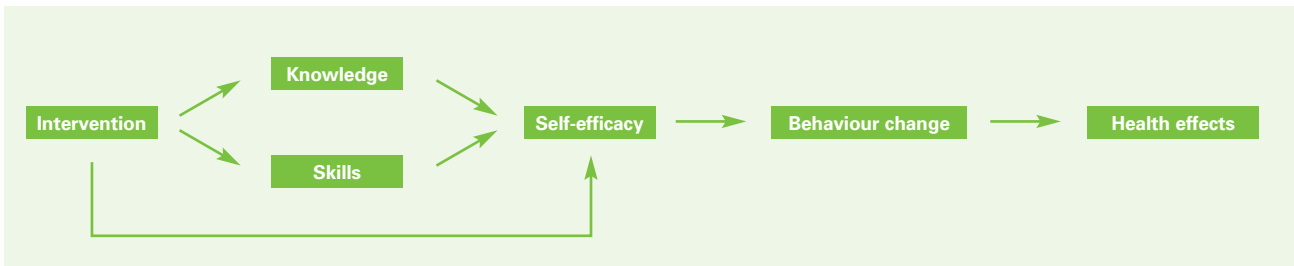 Knowledge
Intervention
Self-efficacy
Behaviour change
Health effects
Skills